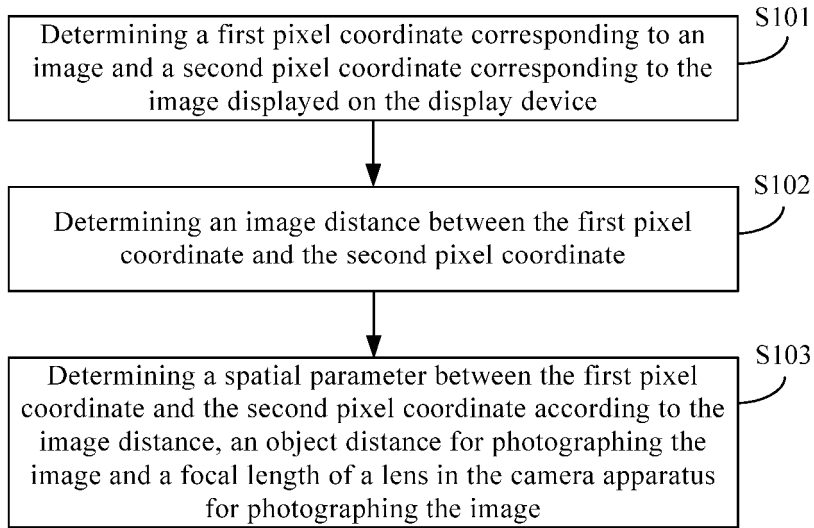 S101
Determining a first pixel coordinate corresponding to an
image and a second pixel coordinate corresponding to the
image displayed on the display device
S102
Determining an image distance between the first pixel
coordinate and the second pixel coordinate
S103
Determining a spatial parameter between the first pixel
coordinate and the second pixel coordinate according to the
image distance, an object distance for photographing the
image and a focal length of a lens in the camera apparatus
for photographing the image